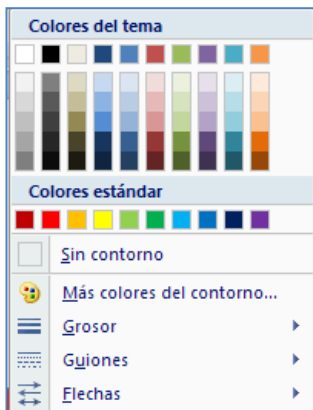 Colores del tema
Colores estándar
Sin contorno
Más colores del contorno...
Grosor
Guiones
Flechas